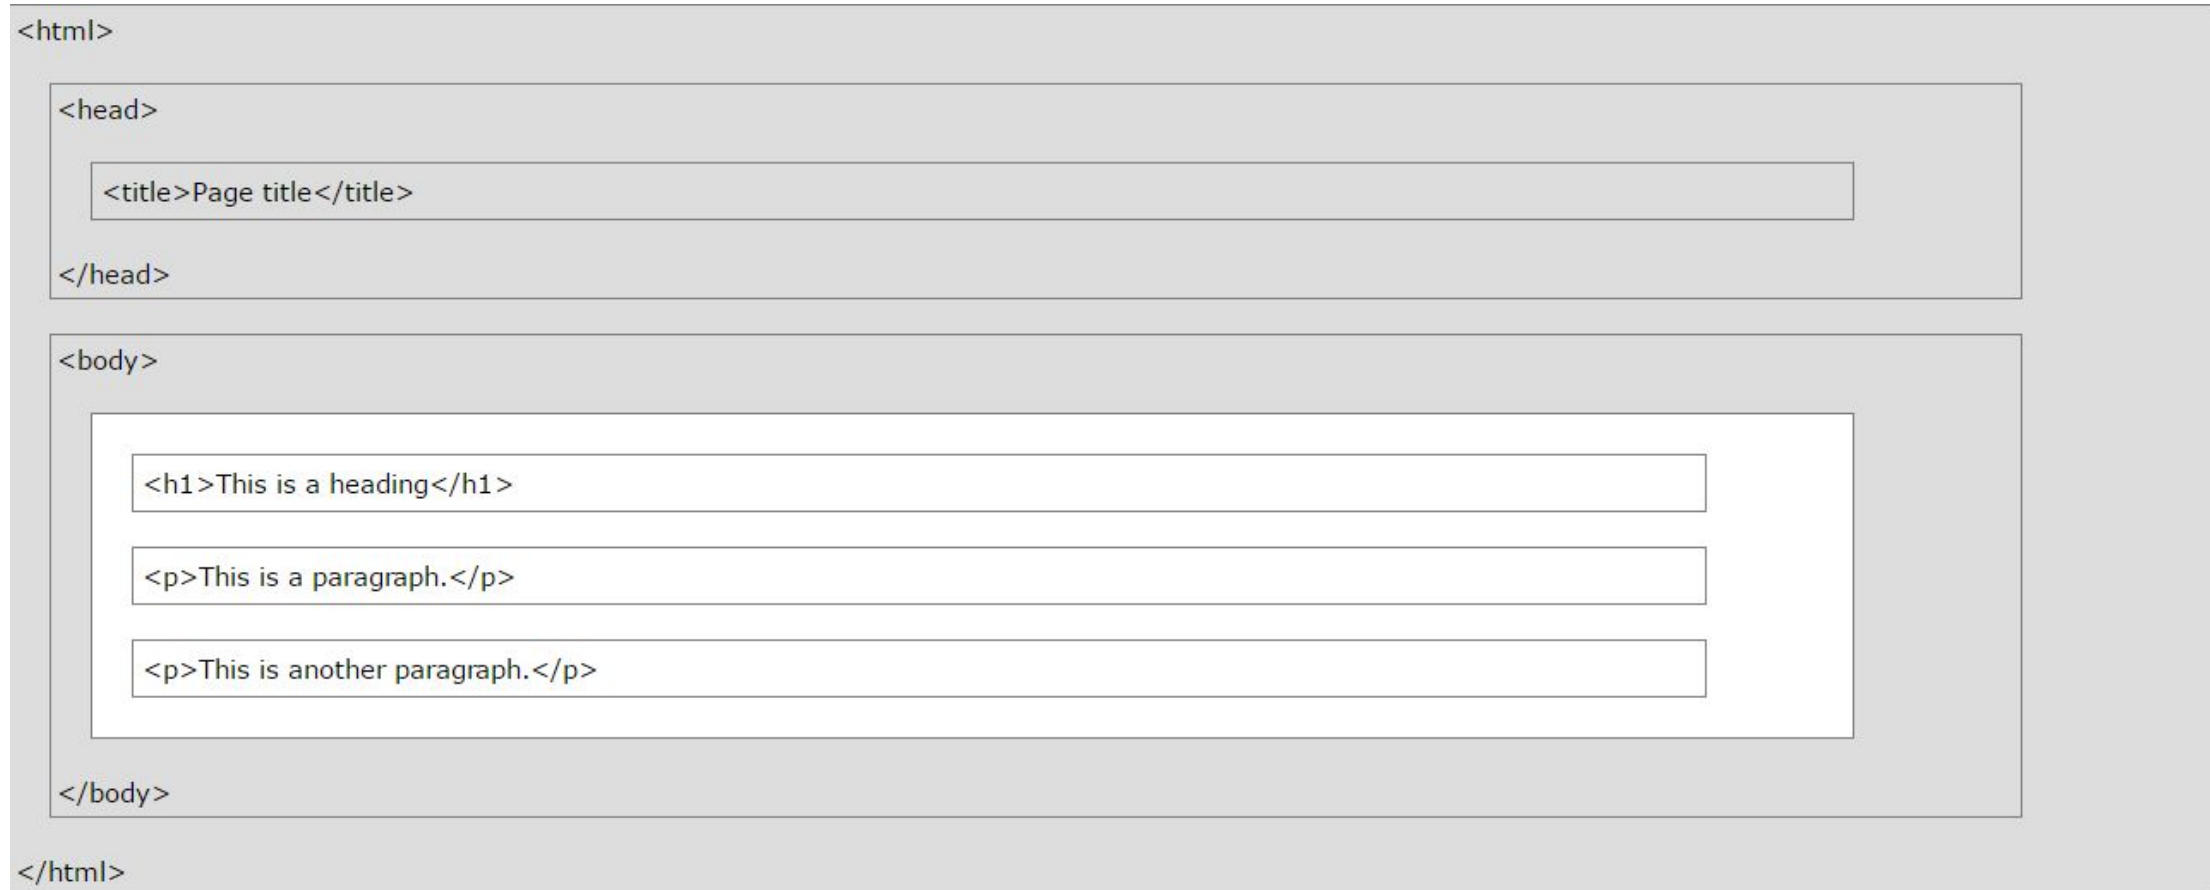 <html>
<head>
<title>Page title</title>
</head>
<body>
<h1>This is a heading</h1>
<p>This is a paragraph.</p>
<p>This is another paragraph.</p>
</body>
</html>